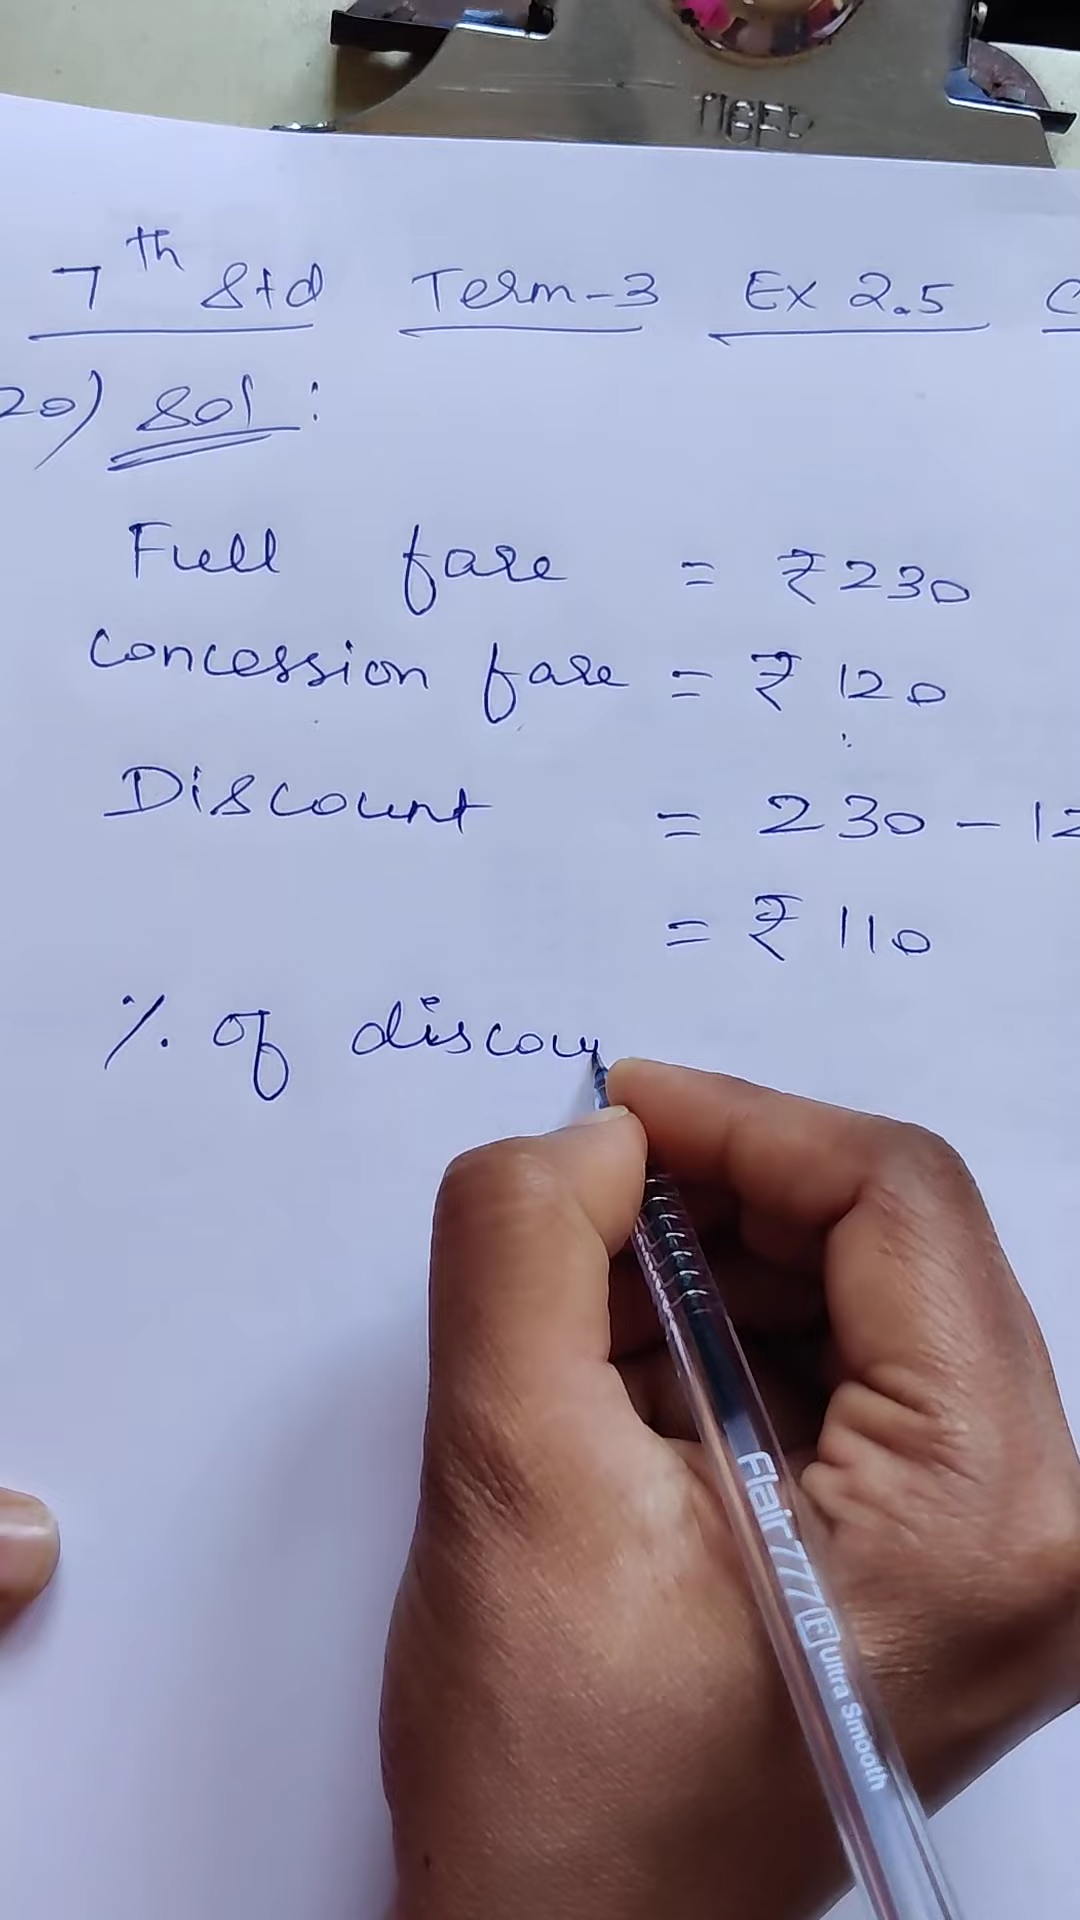 TIGER
7th Std Term-3 Ex 2.5
20) Sol:
Full fare = ₹230
Concession fare = ₹ 120
Discount = 230 - 12
= ₹ 110
% of discou
Flair 777 F Ultra Smooth